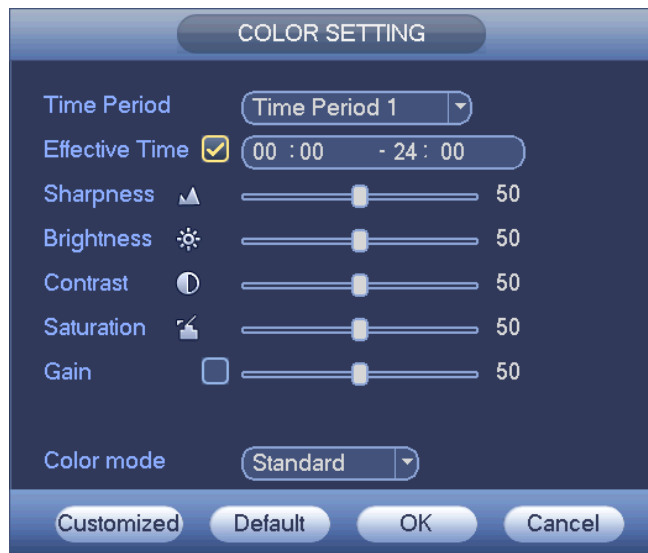 COLOR SETTING
Time Period Time Period 1
Effective Time 00 :00 - 24 : 00
Sharpness 50
Brightness 50
Contrast 50
Saturation 50
Gain 50
Color mode Standard
Customized Default OK Cancel